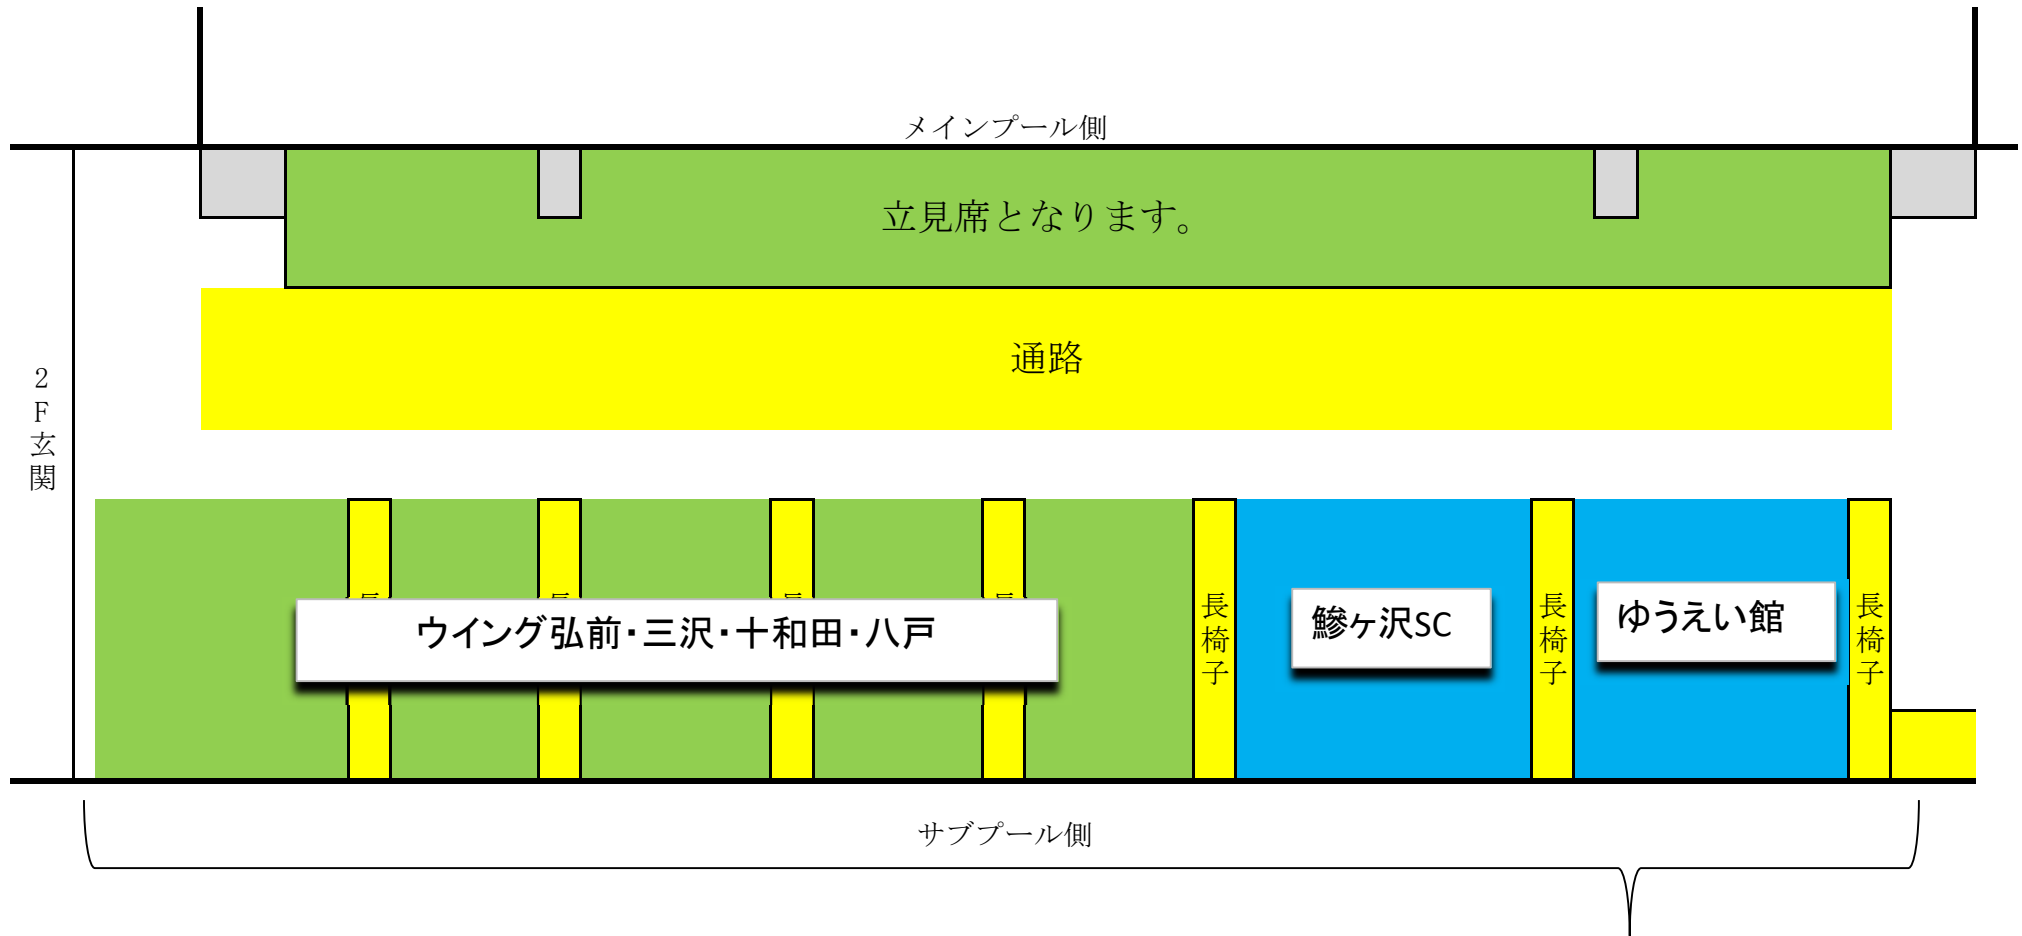 メインプール側
立見席となります。
通路
2F玄関
ウイング弘前・三沢・十和田・八戸
長椅子
鰺ヶ沢SC
長椅子
ゆうえい館
長椅子
サブプール側